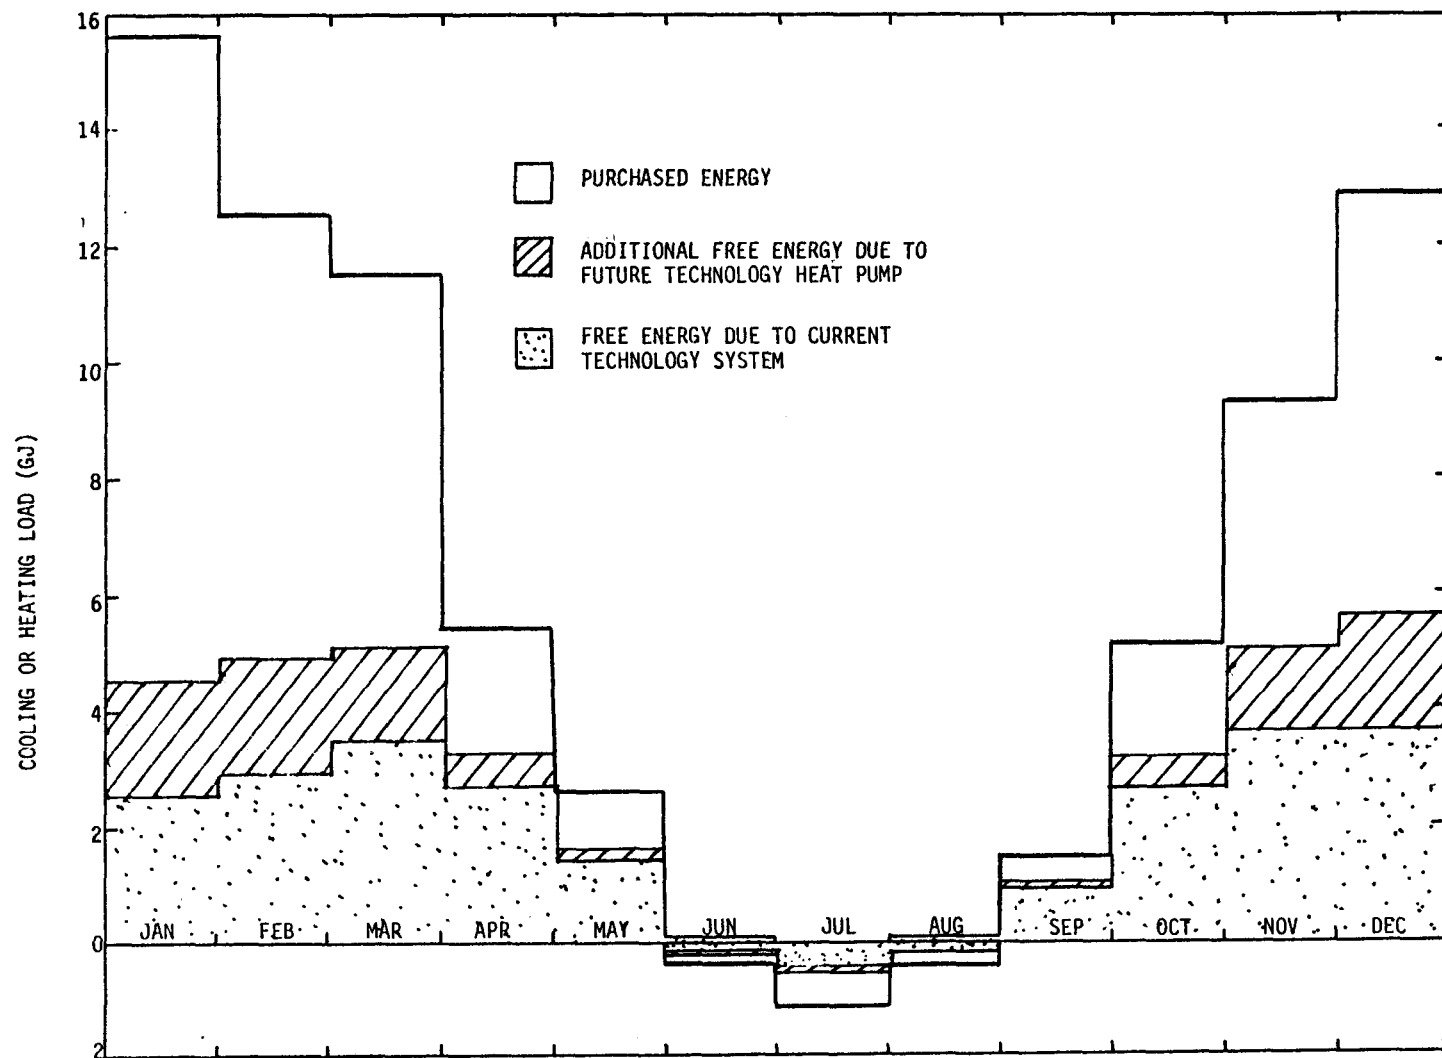 16
14
12
10
8
6
4
2
0
2
COOLING OR HEATING LOAD (GJ)
PURCHASED ENERGY
ADDITIONAL FREE ENERGY DUE TO
FUTURE TECHNOLOGY HEAT PUMP
FREE ENERGY DUE TO CURRENT
TECHNOLOGY SYSTEM
JAN FEB MAR APR MAY JUN JUL AUG SEP OCT NOV DEC